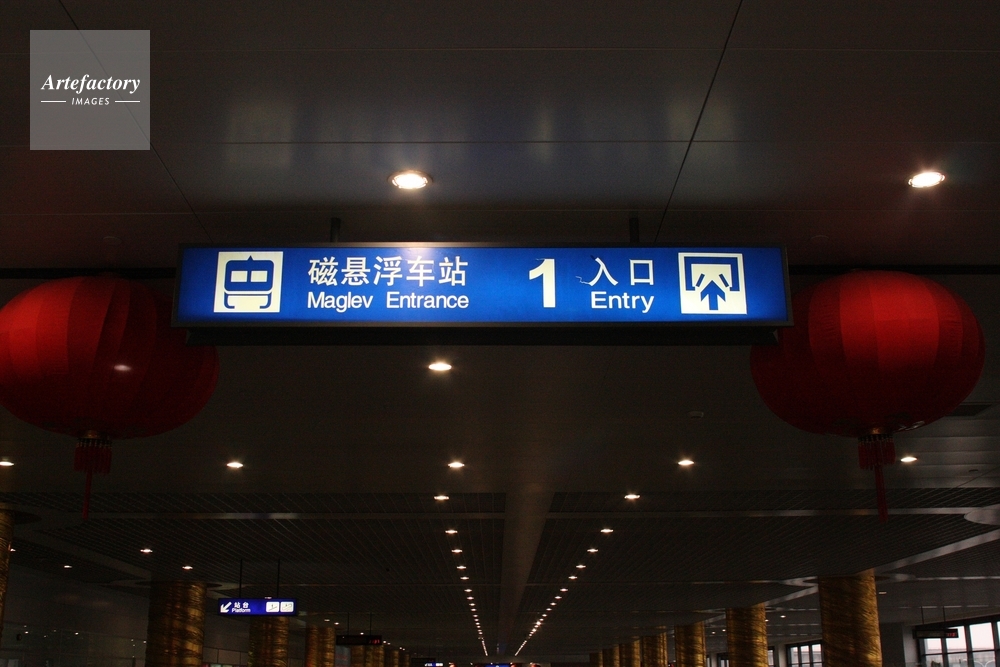 Artefactory
IMAGES
磁悬浮车站 1 入口
Maglev Entrance Entry
站台
Platform